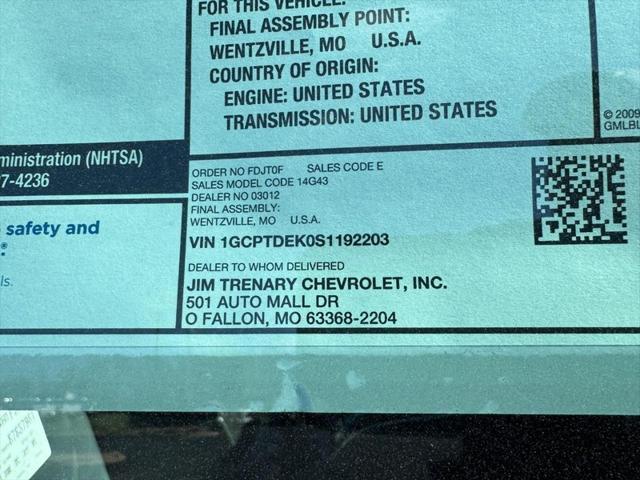 FOR THIS VEHICLE:
FINAL ASSEMBLY POINT:
WENTZVILLE, MO U.S.A.
COUNTRY OF ORIGIN:
ENGINE: UNITED STATES
TRANSMISSION: UNITED STATES
© 2009
GMLBL
ministration (NHTSA)
7-4236
safety and
ls.
ORDER NO FDJT0F SALES CODE E
SALES MODEL CODE 14G43
DEALER NO 03012
FINAL ASSEMBLY:
WENTZVILLE, MO U.S.A.
VIN 1GCPTDEK0S1192203
DEALER TO WHOM DELIVERED
JIM TRENARY CHEVROLET, INC.
501 AUTO MALL DR
O FALLON, MO 63368-2204